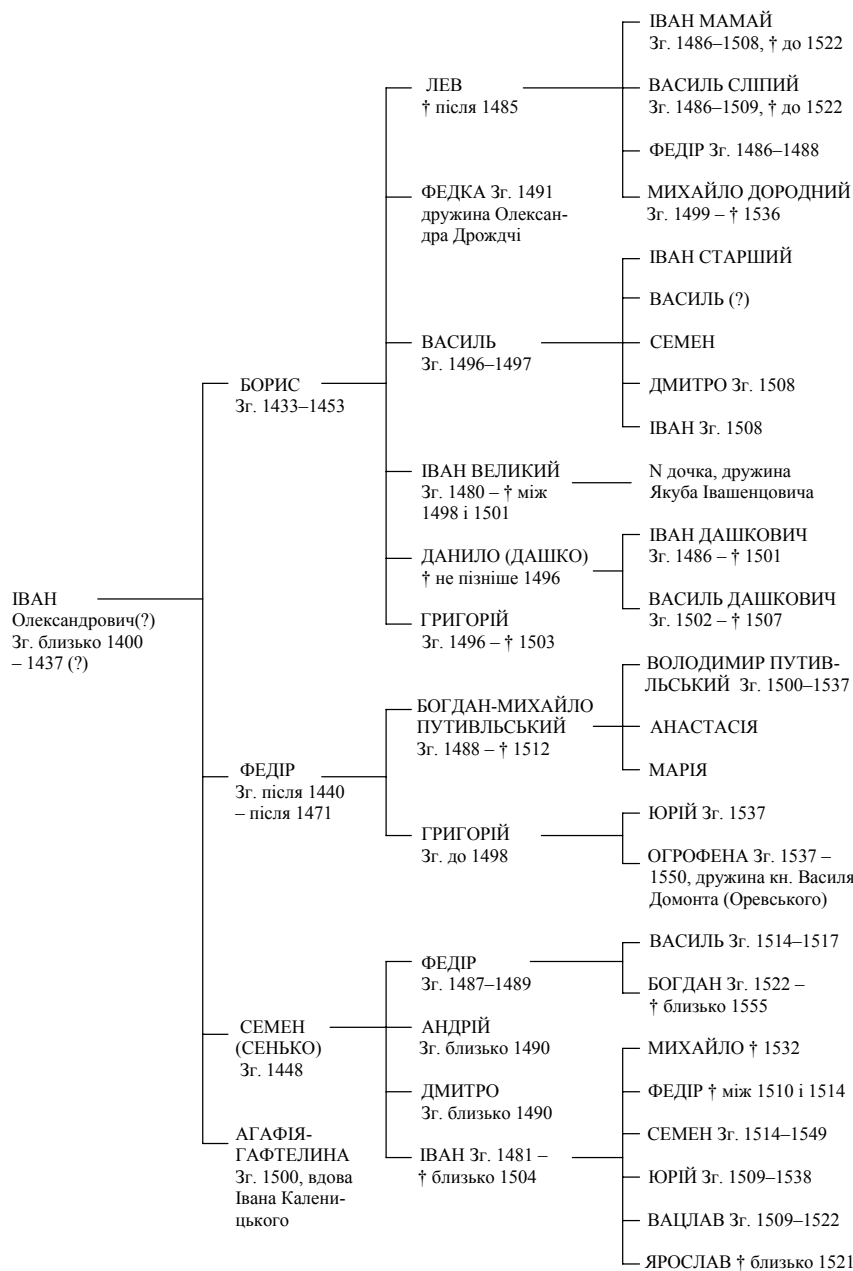 ІВАН
Олександрович(?)
Зг. близько 1400
– 1437 (?)
БОРИС
Зг. 1433–1453
ФЕДІР
Зг. після 1440
– після 1471
СЕМЕН
(СЕНЬКО)
Зг. 1448
АГАФІЯ-
ГАФТЕЛИНА
Зг. 1500, вдова
Івана Калени-
цького
ЛЕВ
† після 1485
ФЕДКА Зг. 1491
дружина Олексан-
дра Дрождчі
ВАСИЛЬ
Зг. 1496–1497
ІВАН ВЕЛИКИЙ
Зг. 1480 – † між
1498 і 1501
ДАНИЛО (ДАШКО)
† не пізніше 1496
ГРИГОРІЙ
Зг. 1496 – † 1503
БОГДАН-МИХАЙЛО
ПУТИВЛЬСЬКИЙ
Зг. 1488 – † 1512
ГРИГОРІЙ
Зг. до 1498
ФЕДІР
Зг. 1487–1489
АНДРІЙ
Зг. близько 1490
ДМИТРО
Зг. близько 1490
ІВАН Зг. 1481 –
† близько 1504
ІВАН МАМАЙ
Зг. 1486–1508, † до 1522
ВАСИЛЬ СЛІПИЙ
Зг. 1486–1509, † до 1522
ФЕДІР Зг. 1486–1488
МИХАЙЛО ДОРОДНИЙ
Зг. 1499 – † 1536
ІВАН СТАРШИЙ
ВАСИЛЬ (?)
СЕМЕН
ДМИТРО Зг. 1508
ІВАН Зг. 1508
N дочка, дружина
Якуба Івашенцовича
ІВАН ДАШКОВИЧ
Зг. 1486 – † 1501
ВАСИЛЬ ДАШКОВИЧ
Зг. 1502 – † 1507
ВОЛОДИМИР ПУТИВ-
ЛЬСЬКИЙ Зг. 1500–1537
АНАСТАСІЯ
МАРІЯ
ЮРІЙ Зг. 1537
ОГРОФЕНА Зг. 1537 –
1550, дружина кн. Василя
Домонта (Оревського)
ВАСИЛЬ Зг. 1514–1517
БОГДАН Зг. 1522 –
† близько 1555
МИХАЙЛО † 1532
ФЕДІР † між 1510 і 1514
СЕМЕН Зг. 1514–1549
ЮРІЙ Зг. 1509–1538
ВАЦЛАВ Зг. 1509–1522
ЯРОСЛАВ † близько 1521